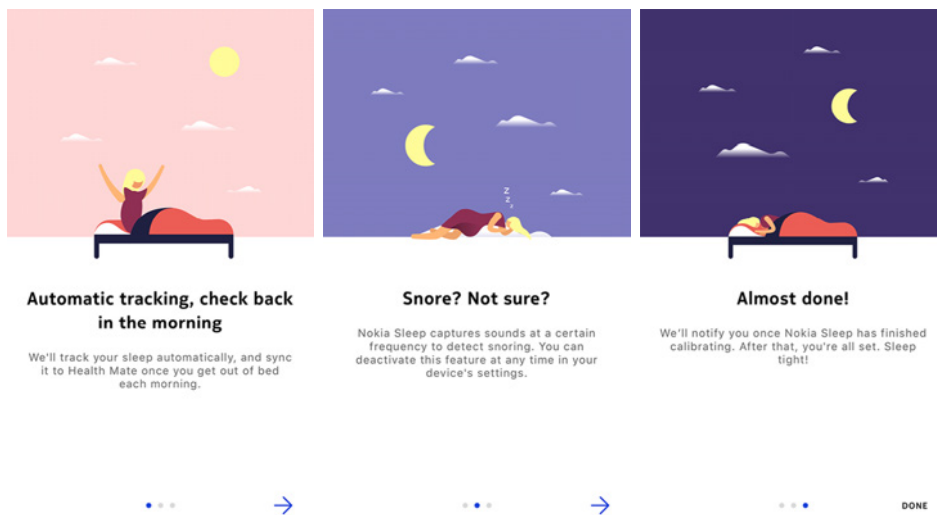 Automatic tracking, check back
in the morning
We'll track your sleep automatically, and sync
it to Health Mate once you get out of bed
each morning.
z
z
z
Snore? Not sure?
Nokia Sleep captures sounds at a certain
frequency to detect snoring. You can
deactivate this feature at any time in your
device's settings.
Almost done!
We'll notify you once Nokia Sleep has finished
calibrating. After that, you're all set. Sleep
tight!
DONE